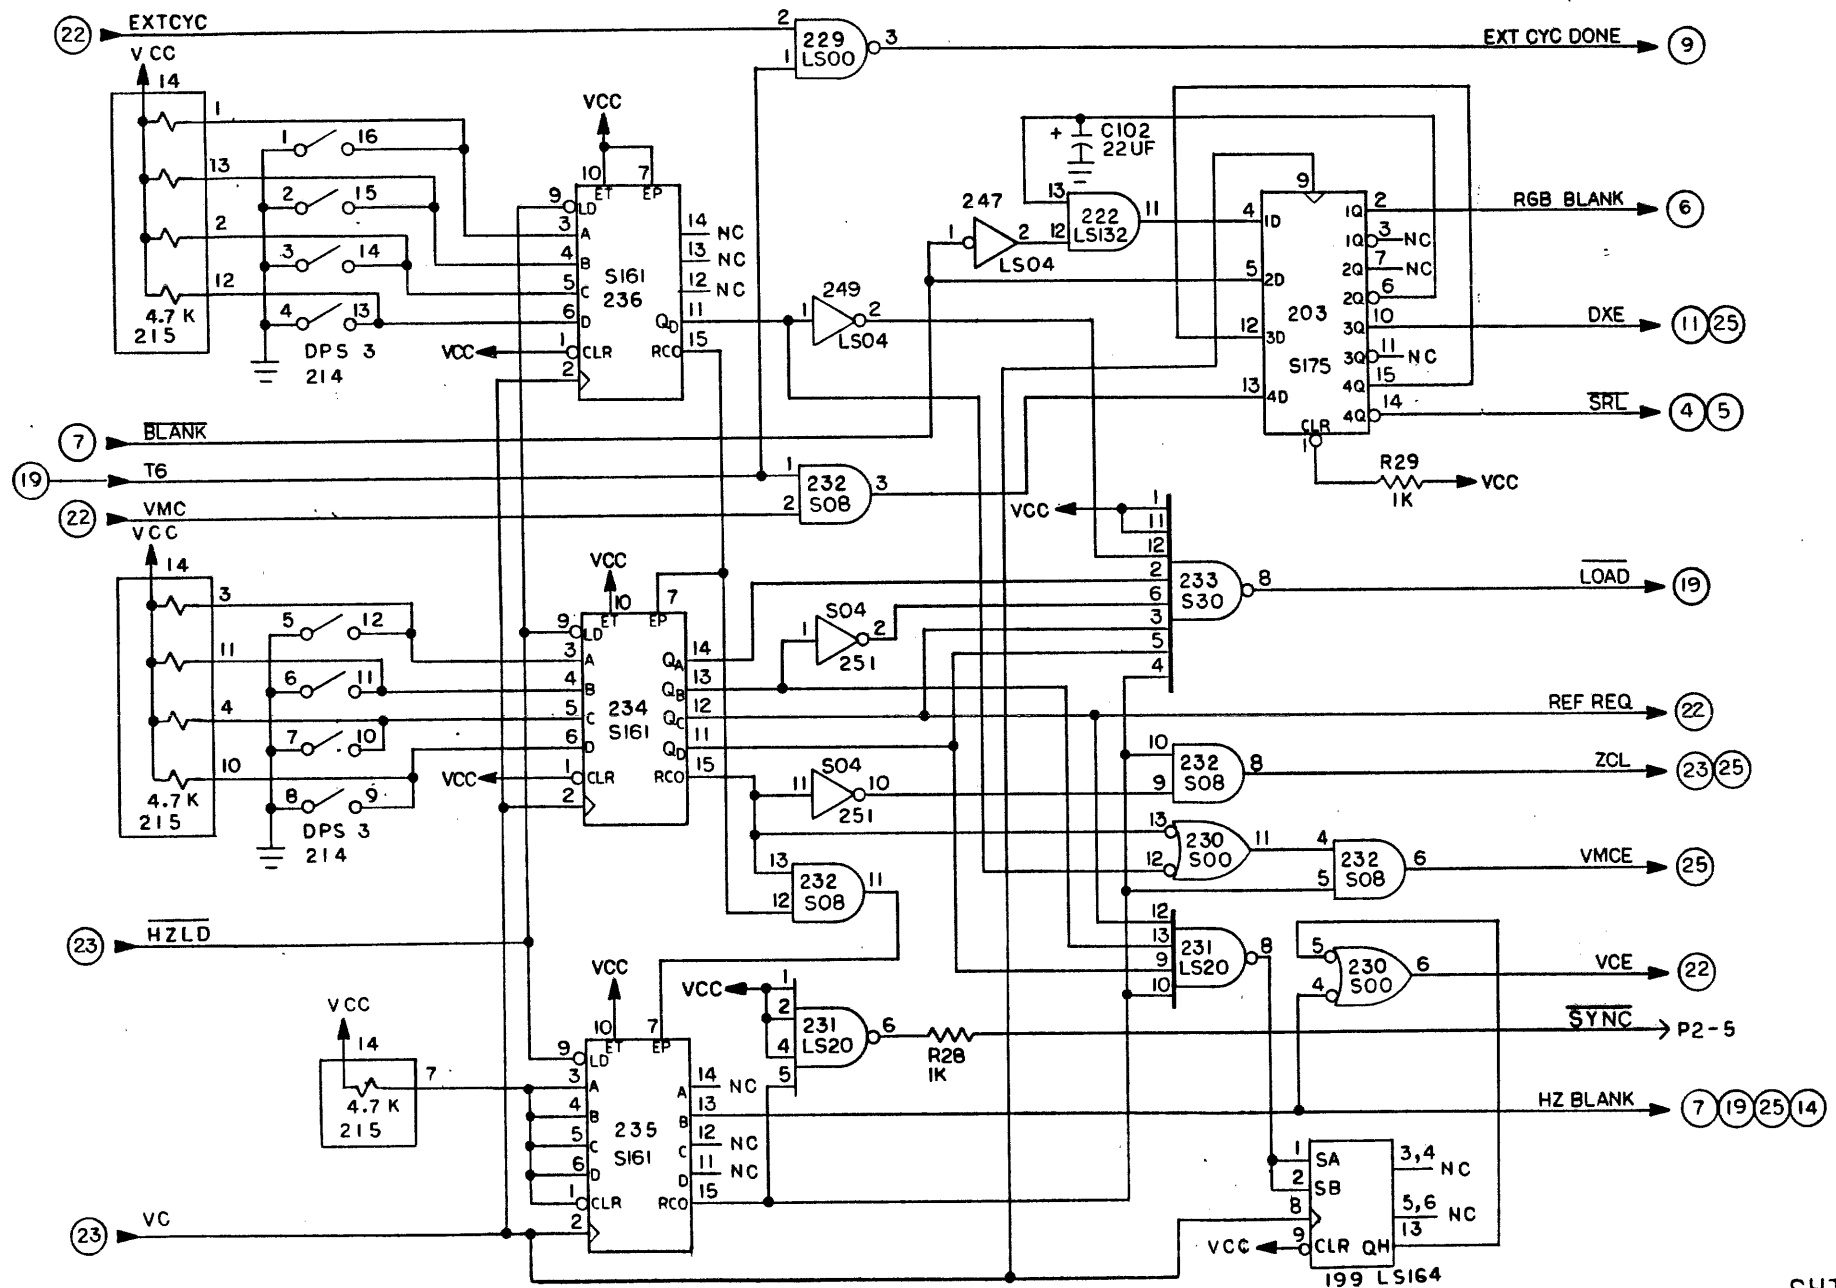 22 EXTCYC
2
1
229
LS00
3
EXT CYC DONE
9
VCC
14
1
13
2
12
4.7 K
215
1
16
2
15
3
14
4
13
DPS 3
214
VCC
10
ET
7
EP
9
LD
3
A
4
B
5
C
6
D
1
CLR
2
VCC
S161
236
14
NC
13
NC
12
NC
QD
11
RCO
15
249
1
2
LS04
247
1
2
LS04
+
C102
22UF
13
12
222
LS132
11
9
4
1D
5
2D
12
3D
13
4D
203
S175
1Q
2
1Q
3
NC
2Q
7
NC
2Q
6
3Q
10
3Q
11
NC
4Q
15
4Q
14
CLR
1
R29
1K
VCC
RGB BLANK
6
DXE
11
25
SRL
4
5
7
BLANK
19
T6
22
VMC
1
2
232
S08
3
VCC
14
3
11
4
10
4.7 K
215
5
12
6
11
7
10
8
9
DPS 3
214
VCC
10
ET
7
EP
9
LD
3
A
4
B
5
C
6
D
1
CLR
2
VCC
234
S161
QA
14
QB
13
QC
12
QD
11
RCO
15
S04
1
2
251
VCC
1
11
12
2
6
3
5
4
233
S30
8
LOAD
19
REF REQ
22
S04
11
10
251
10
9
232
S08
8
ZCL
23
25
13
12
230
S00
11
4
5
232
S08
6
VMCE
25
13
12
232
S08
11
12
13
9
10
231
LS20
8
5
4
230
S00
6
VCE
22
23
HZLD
VCC
14
7
4.7 K
215
VCC
10
ET
7
EP
9
LD
3
A
4
B
5
C
6
D
1
CLR
2
235
S161
A
14
NC
B
13
C
12
NC
D
11
NC
RCO
15
VCC
1
2
4
5
231
LS20
6
R28
1K
SYNC
P2-5
HZ BLANK
7
19
25
14
1
SA
2
SB
8
9
CLR
VCC
3,4
NC
5,6
NC
13
QH
199 LS164
23
VC